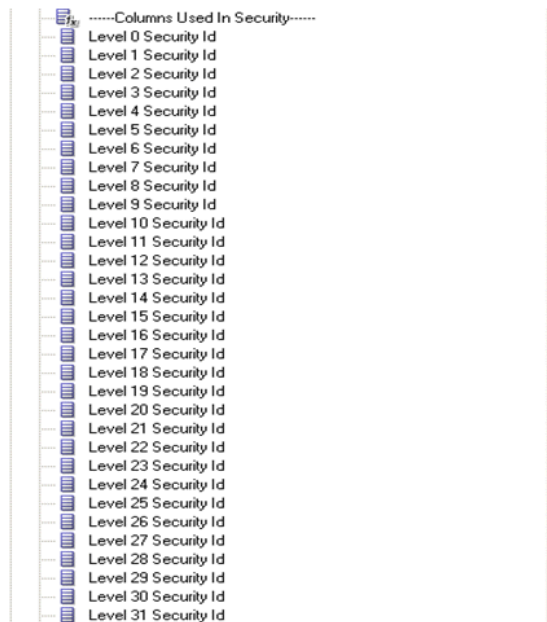 ------Columns Used In Security------
Level 0 Security Id
Level 1 Security Id
Level 2 Security Id
Level 3 Security Id
Level 4 Security Id
Level 5 Security Id
Level 6 Security Id
Level 7 Security Id
Level 8 Security Id
Level 9 Security Id
Level 10 Security Id
Level 11 Security Id
Level 12 Security Id
Level 13 Security Id
Level 14 Security Id
Level 15 Security Id
Level 16 Security Id
Level 17 Security Id
Level 18 Security Id
Level 19 Security Id
Level 20 Security Id
Level 21 Security Id
Level 22 Security Id
Level 23 Security Id
Level 24 Security Id
Level 25 Security Id
Level 26 Security Id
Level 27 Security Id
Level 28 Security Id
Level 29 Security Id
Level 30 Security Id
Level 31 Security Id